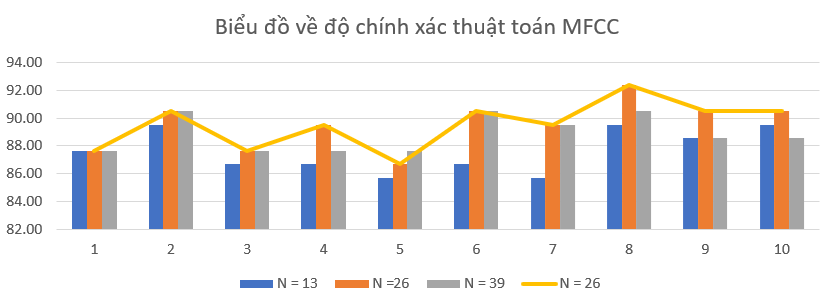 Biểu đồ về độ chính xác thuật toán MFCC
94.00
92.00
90.00
88.00
86.00
84.00
82.00
1 2 3 4 5 6 7 8 9 10
N = 13 N =26 N = 39 N = 26